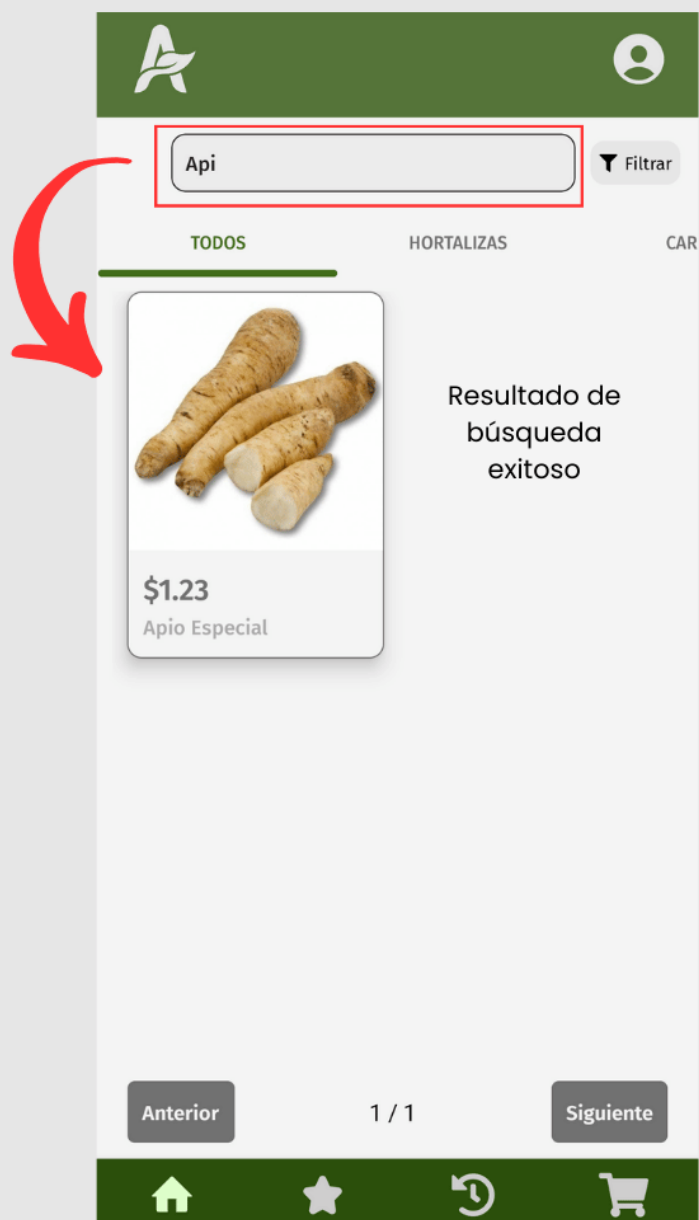 Api
Filtrar
TODOS HORTALIZAS CAR
Resultado de
búsqueda
exitoso
$1.23
Apio Especial
Anterior 1 / 1 Siguiente